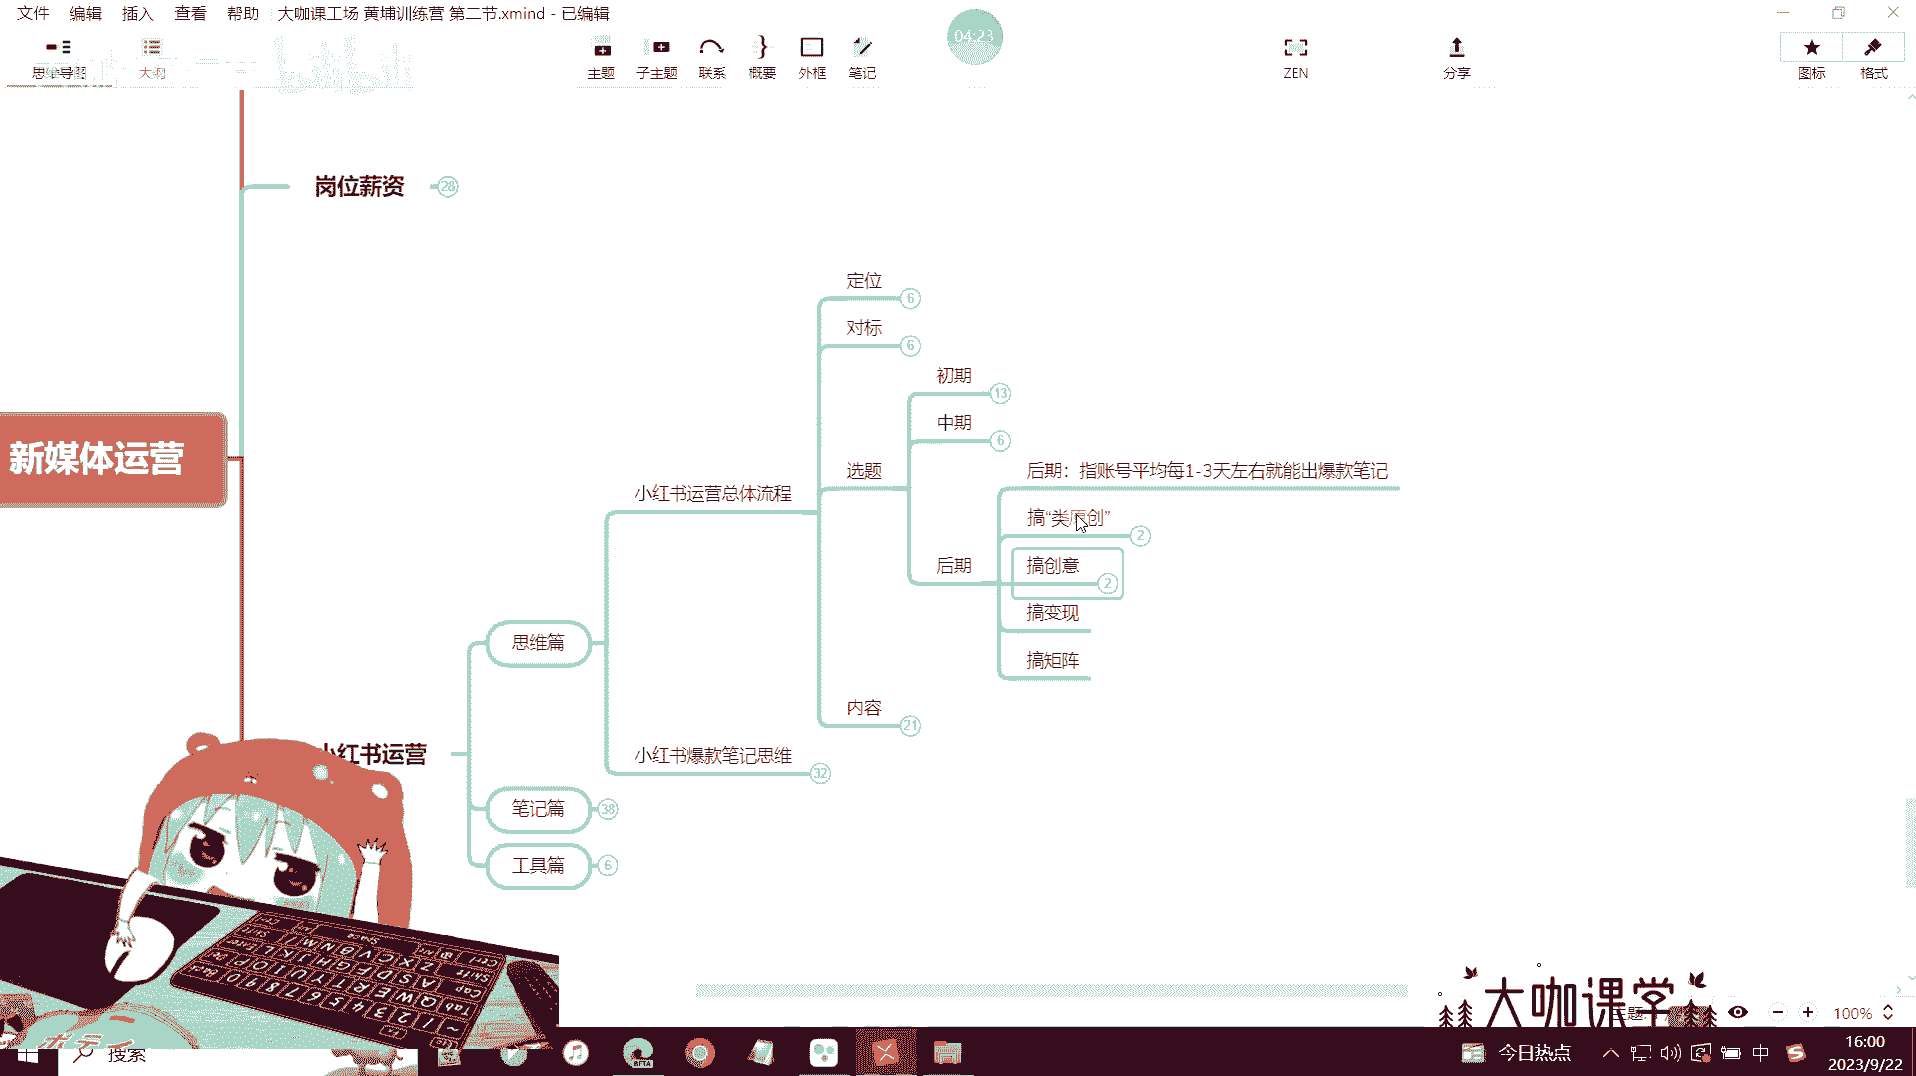 文件 编辑 插入 查看 帮助 大咖课工场 黄埔训练营 第二节.xmind - 已编辑
04:23
思维导图 大纲 主题 子主题 联系 概要 外框 笔记 ZEN 分享 图标 格式
岗位薪资 28
定位 6
对标 6
初期 13
中期 6
选题
后期：指账号平均每1-3天左右就能出爆款笔记
新媒体运营
小红书运营总体流程
搞“类原创” 2
后期
搞创意 2
搞变现
思维篇
搞矩阵
内容 21
小红书运营
小红书爆款笔记思维 32
笔记篇 38
工具篇 6
大咖课学
100%
搜索
BETA
今日热点
中
16:00
2023/9/22